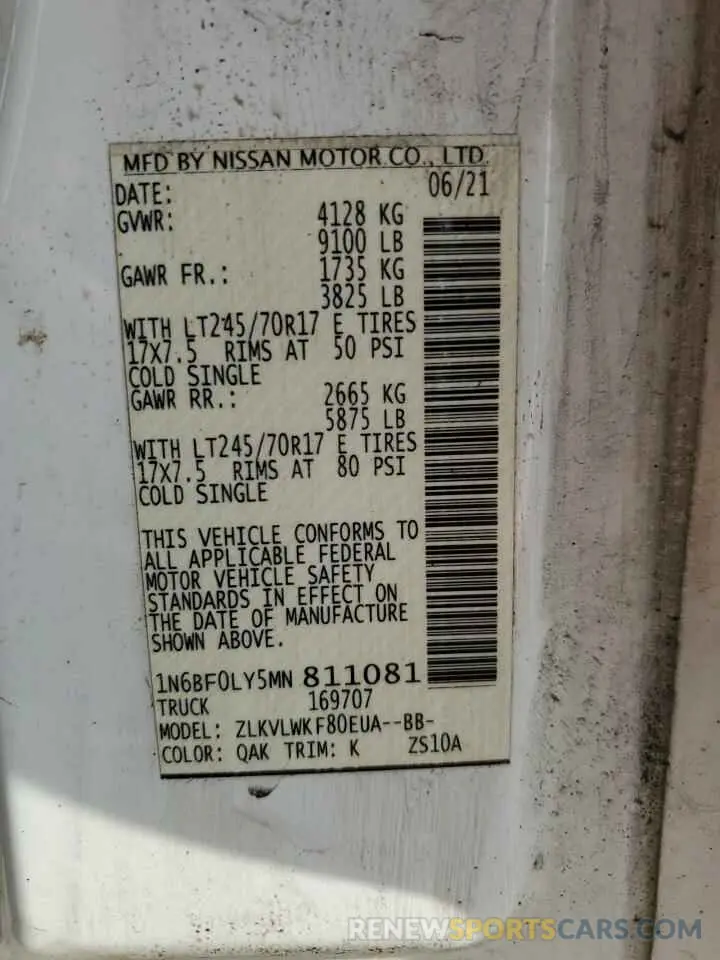 MFD BY NISSAN MOTOR CO., LTD.
DATE: 06/21
GVWR: 4128 KG
9100 LB
GAWR FR.: 1735 KG
3825 LB
WITH LT245/70R17 E TIRES
17X7.5 RIMS AT 50 PSI
COLD SINGLE
GAWR RR.: 2665 KG
5875 LB
WITH LT245/70R17 E TIRES
17X7.5 RIMS AT 80 PSI
COLD SINGLE
THIS VEHICLE CONFORMS TO
ALL APPLICABLE FEDERAL
MOTOR VEHICLE SAFETY
STANDARDS IN EFFECT ON
THE DATE OF MANUFACTURE
SHOWN ABOVE.
1N6BF0LY5MN 811081
TRUCK 169707
MODEL: ZLKVLWKF80EUA--BB-
COLOR: QAK TRIM: K ZS10A
RENEWSPORTSCARS.COM